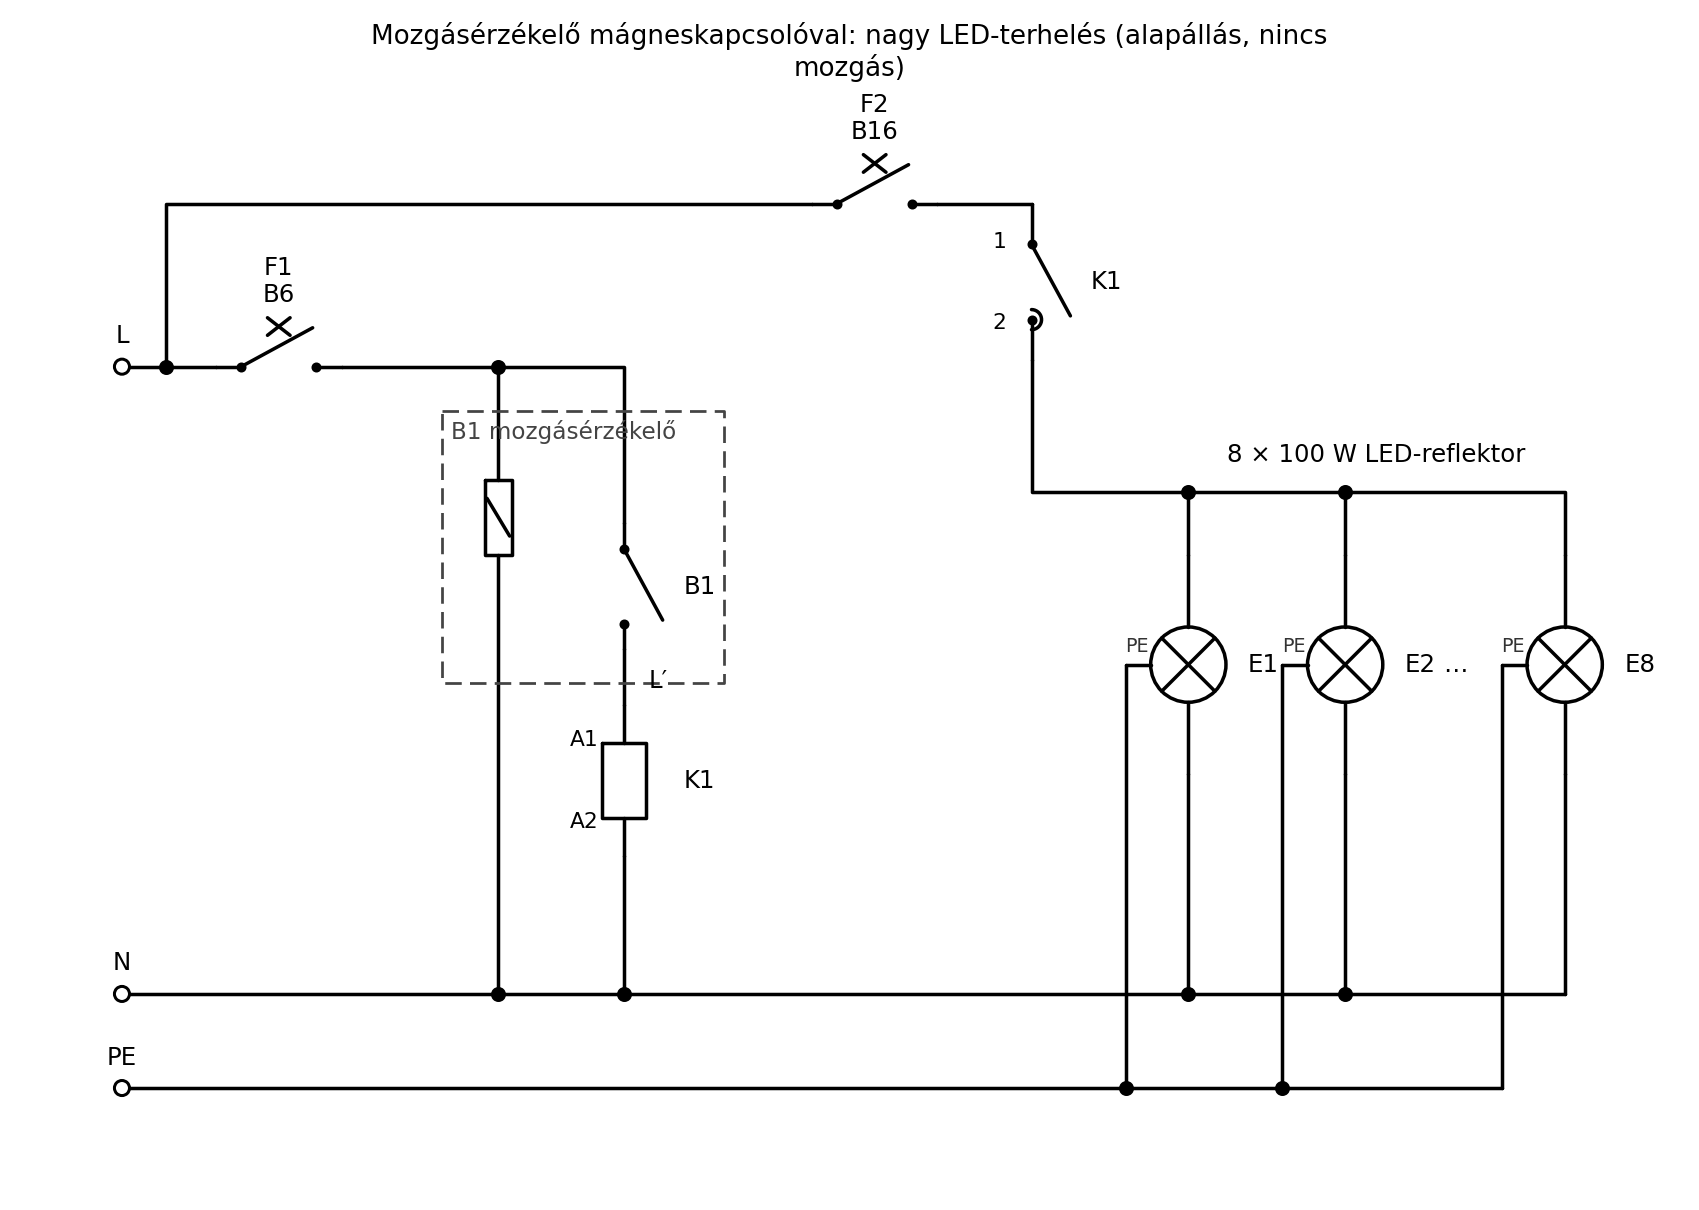 Mozgásérzékelő mágneskapcsolóval: nagy LED-terhelés (alapállás, nincs
mozgás)
F2
B16
1
K1
2
F1
B6
L
B1 mozgásérzékelő
8 × 100 W LED-reflektor
B1
L′
PE
E1
PE
E2 …
PE
E8
A1
K1
A2
N
PE